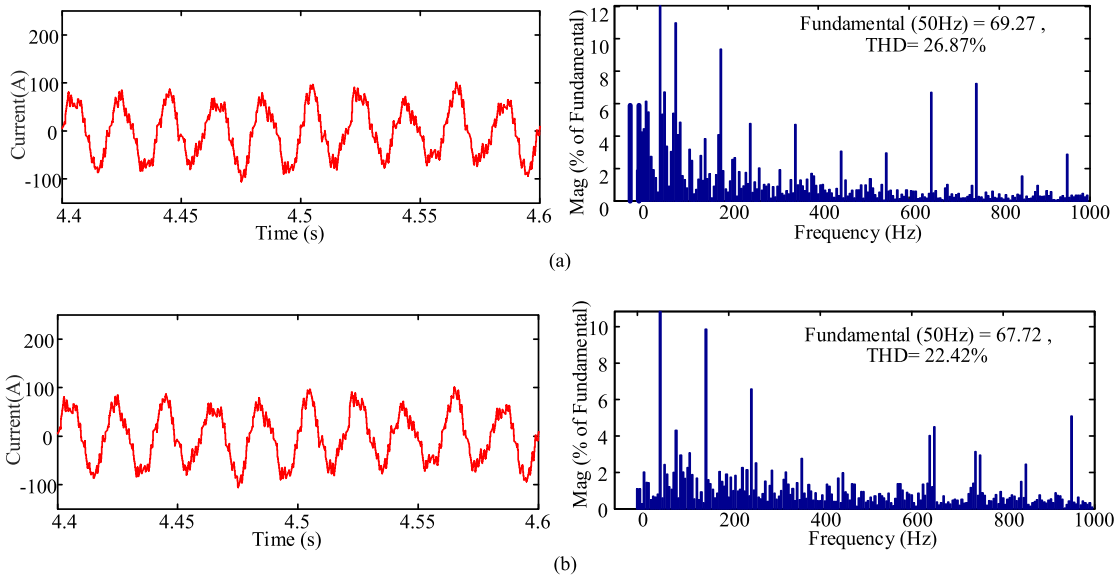 200
100
0
-100
Current(A)
4.4 4.45 4.5 4.55 4.6
Time (s)
12
10
8
6
4
2
0
Mag (% of Fundamental)
Fundamental (50Hz) = 69.27 ,
THD= 26.87%
0 200 400 600 800 1000
Frequency (Hz)
(a)
200
100
0
-100
Current(A)
4.4 4.45 4.5 4.55 4.6
Time (s)
10
8
6
4
2
0
Mag (% of Fundamental)
Fundamental (50Hz) = 67.72 ,
THD= 22.42%
0 200 400 600 800 1000
Frequency (Hz)
(b)